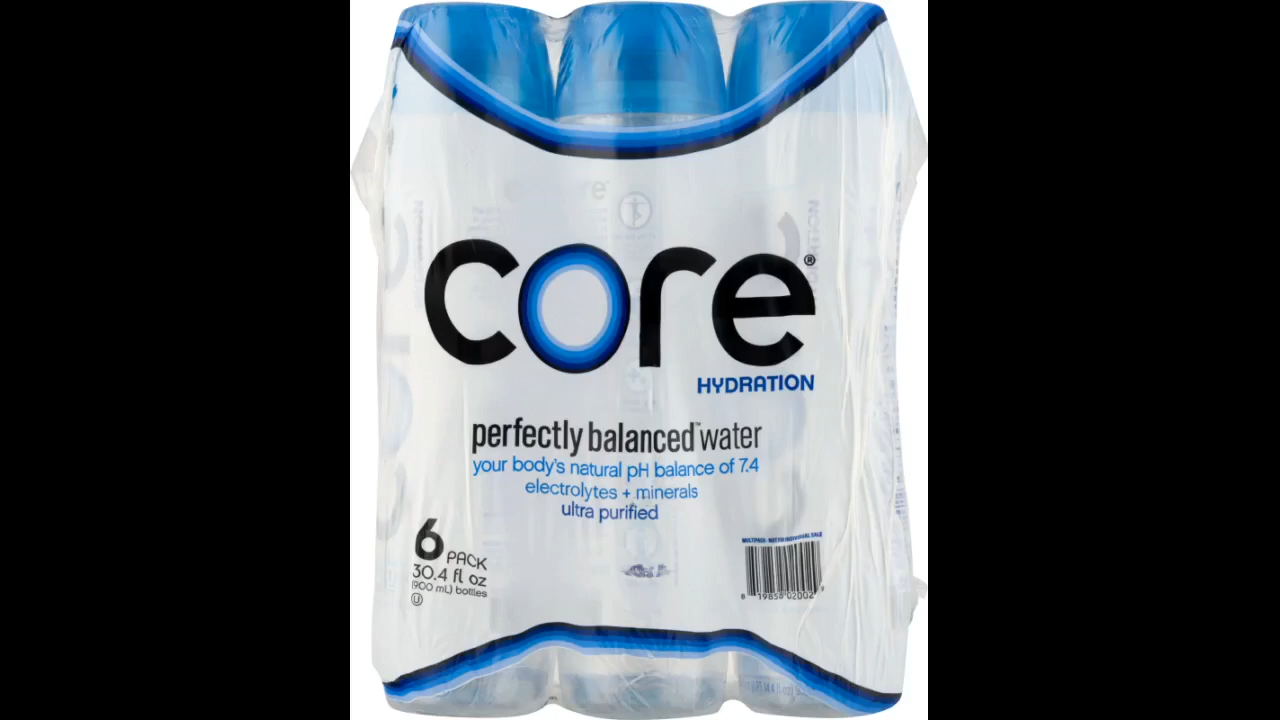 core®
HYDRATION
perfectly balanced™ water
your body's natural pH balance of 7.4
electrolytes + minerals
ultra purified
6 PACK
30.4 fl oz
(900 mL) bottles
MULTIPACK - NOT FOR INDIVIDUAL SALE